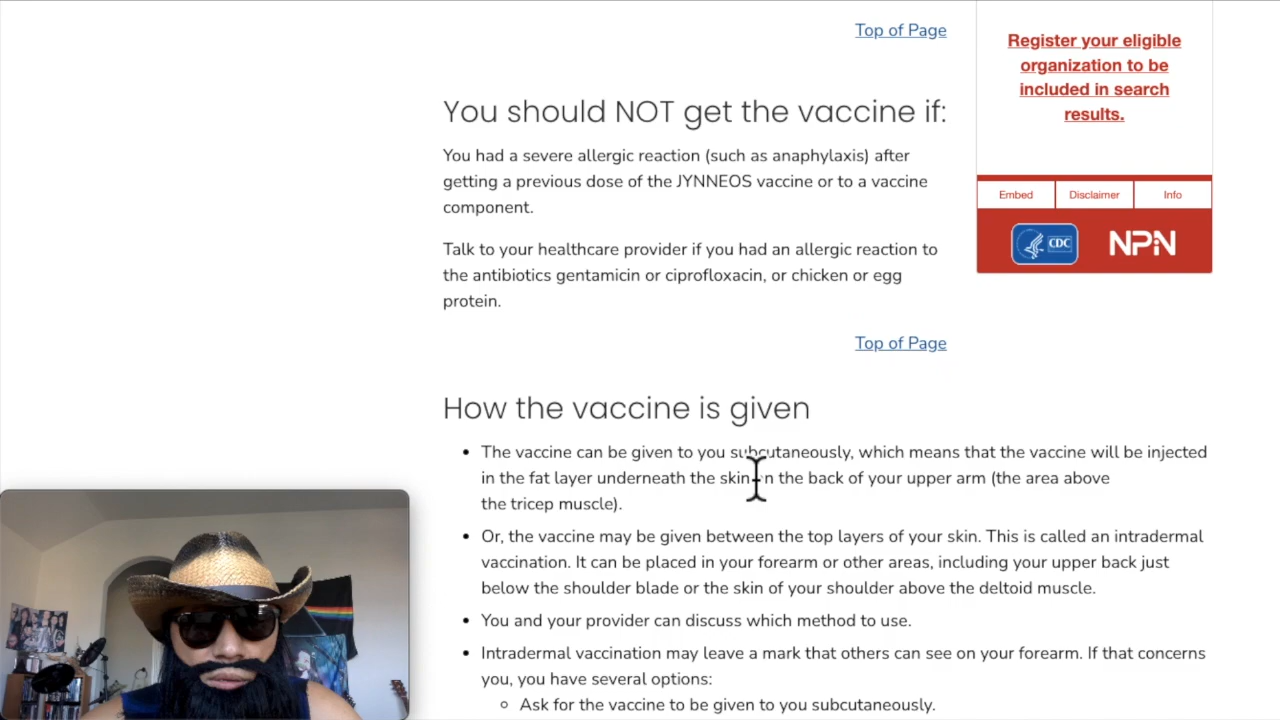 Top of Page
Register your eligible
organization to be
included in search
results.
You should NOT get the vaccine if:
You had a severe allergic reaction (such as anaphylaxis) after
getting a previous dose of the JYNNEOS vaccine or to a vaccine
component.
Embed
Disclaimer
Info
CDC
NPIN
Talk to your healthcare provider if you had an allergic reaction to
the antibiotics gentamicin or ciprofloxacin, or chicken or egg
protein.
Top of Page
How the vaccine is given
The vaccine can be given to you subcutaneously, which means that the vaccine will be injected
in the fat layer underneath the skin in the back of your upper arm (the area above
the tricep muscle).
Or, the vaccine may be given between the top layers of your skin. This is called an intradermal
vaccination. It can be placed in your forearm or other areas, including your upper back just
below the shoulder blade or the skin of your shoulder above the deltoid muscle.
You and your provider can discuss which method to use.
Intradermal vaccination may leave a mark that others can see on your forearm. If that concerns
you, you have several options:
Ask for the vaccine to be given to you subcutaneously.